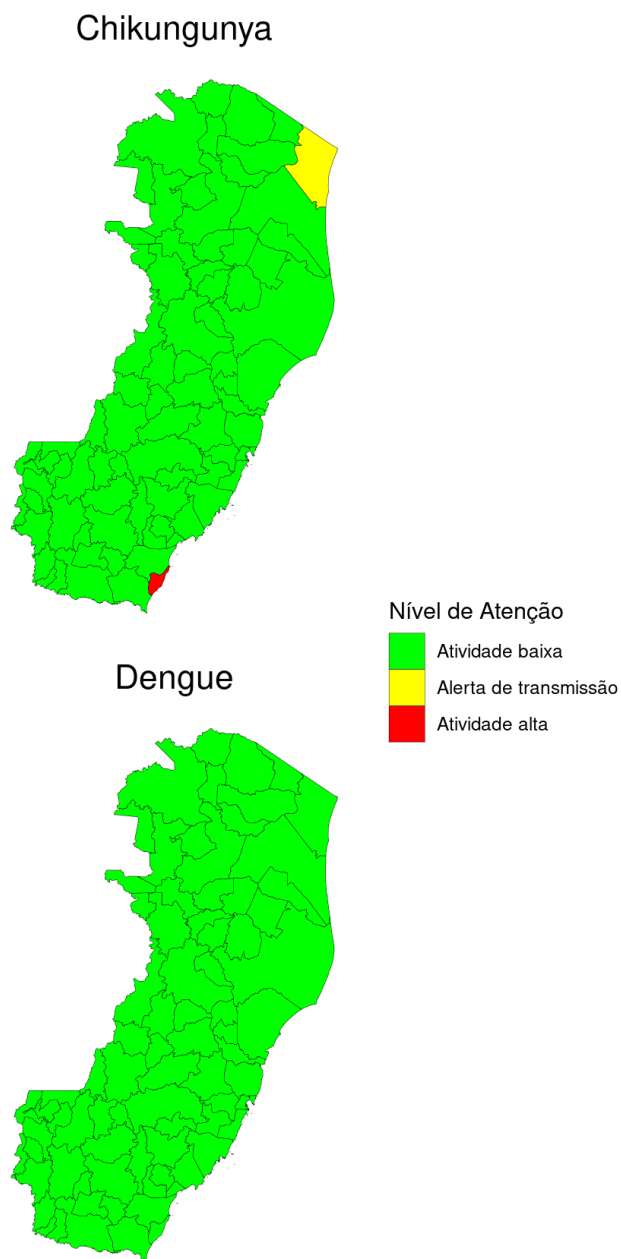 Chikungunya
Nível de Atenção
Atividade baixa
Alerta de transmissão
Atividade alta
Dengue